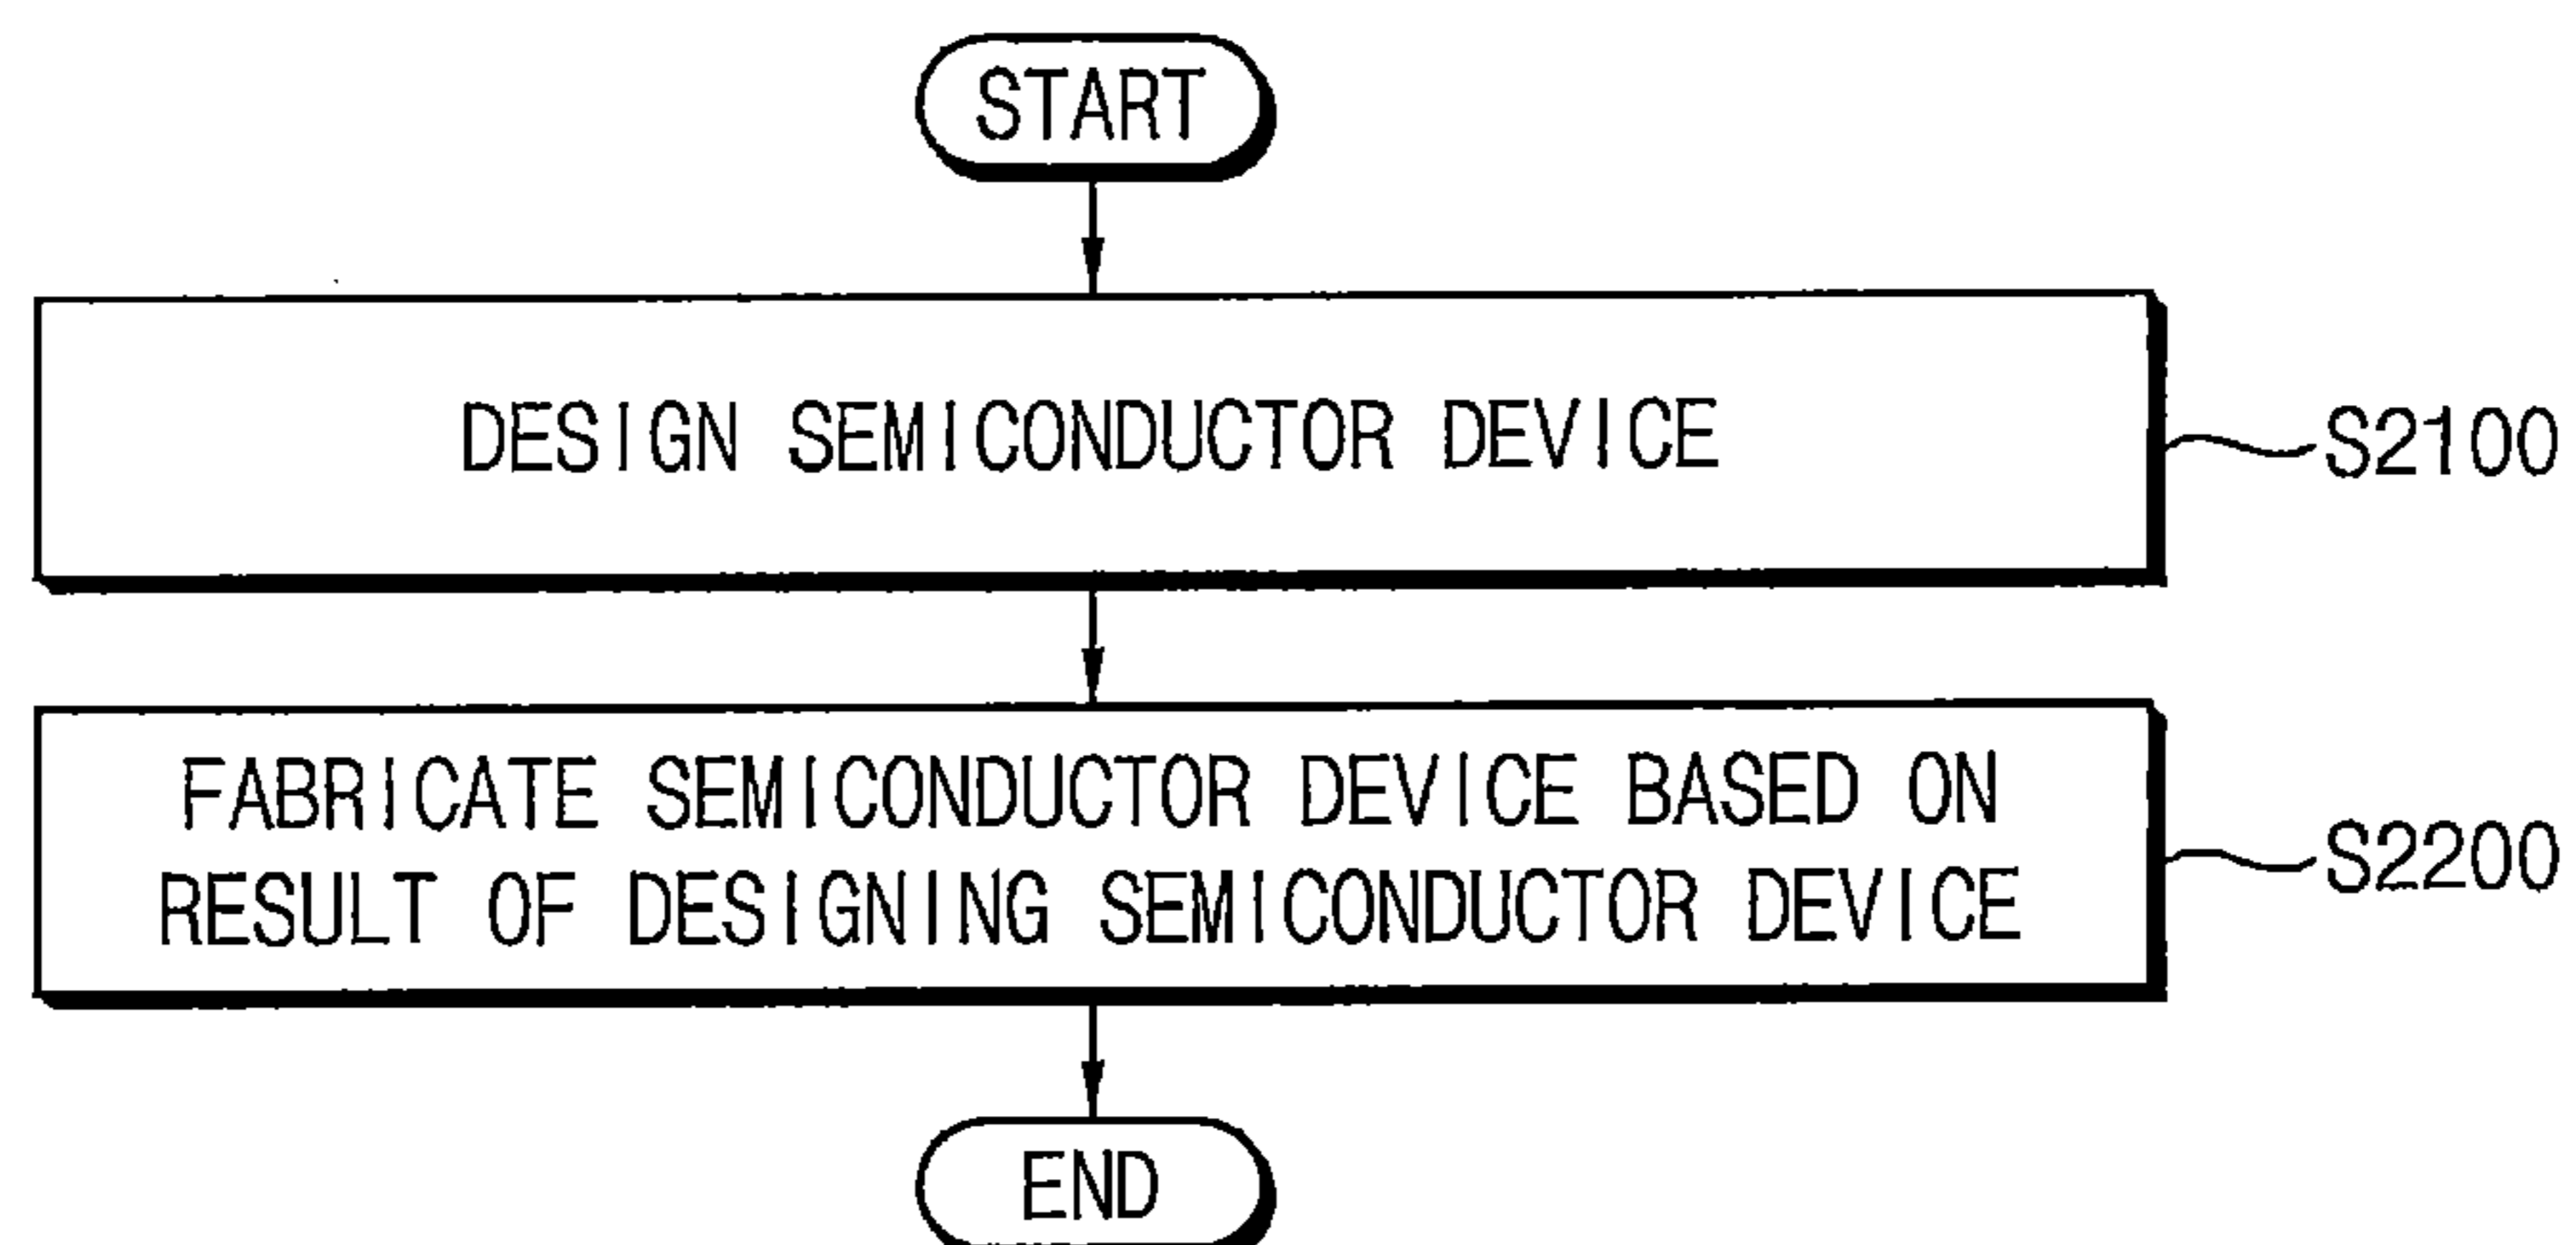 START
DESIGN SEMICONDUCTOR DEVICE
S2100
FABRICATE SEMICONDUCTOR DEVICE BASED ON
RESULT OF DESIGNING SEMICONDUCTOR DEVICE
S2200
END